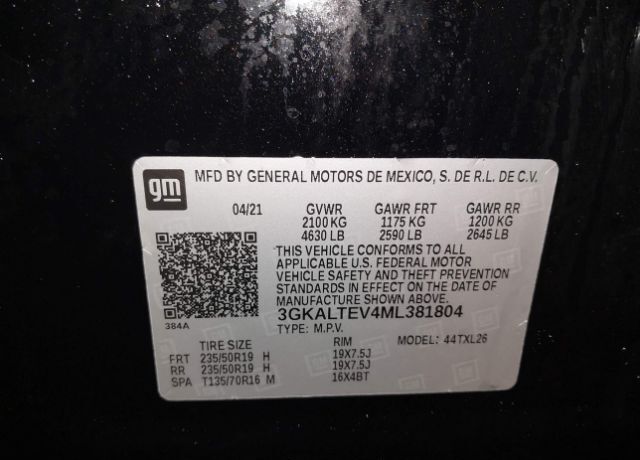 gm MFD BY GENERAL MOTORS DE MEXICO, S. DE R.L. DE C.V.
04/21 GVWR GAWR FRT GAWR RR
2100 KG 1175 KG 1200 KG
4630 LB 2590 LB 2645 LB
THIS VEHICLE CONFORMS TO ALL
APPLICABLE U.S. FEDERAL MOTOR
VEHICLE SAFETY AND THEFT PREVENTION
STANDARDS IN EFFECT ON THE DATE OF
MANUFACTURE SHOWN ABOVE.
384A 3GKALTEV4ML381804
TYPE: M.P.V. MODEL: 44TXL26
TIRE SIZE RIM
FRT 235/50R19 H 19X7.5J
RR 235/50R19 H 19X7.5J
SPA T135/70R16 M 16X4BT